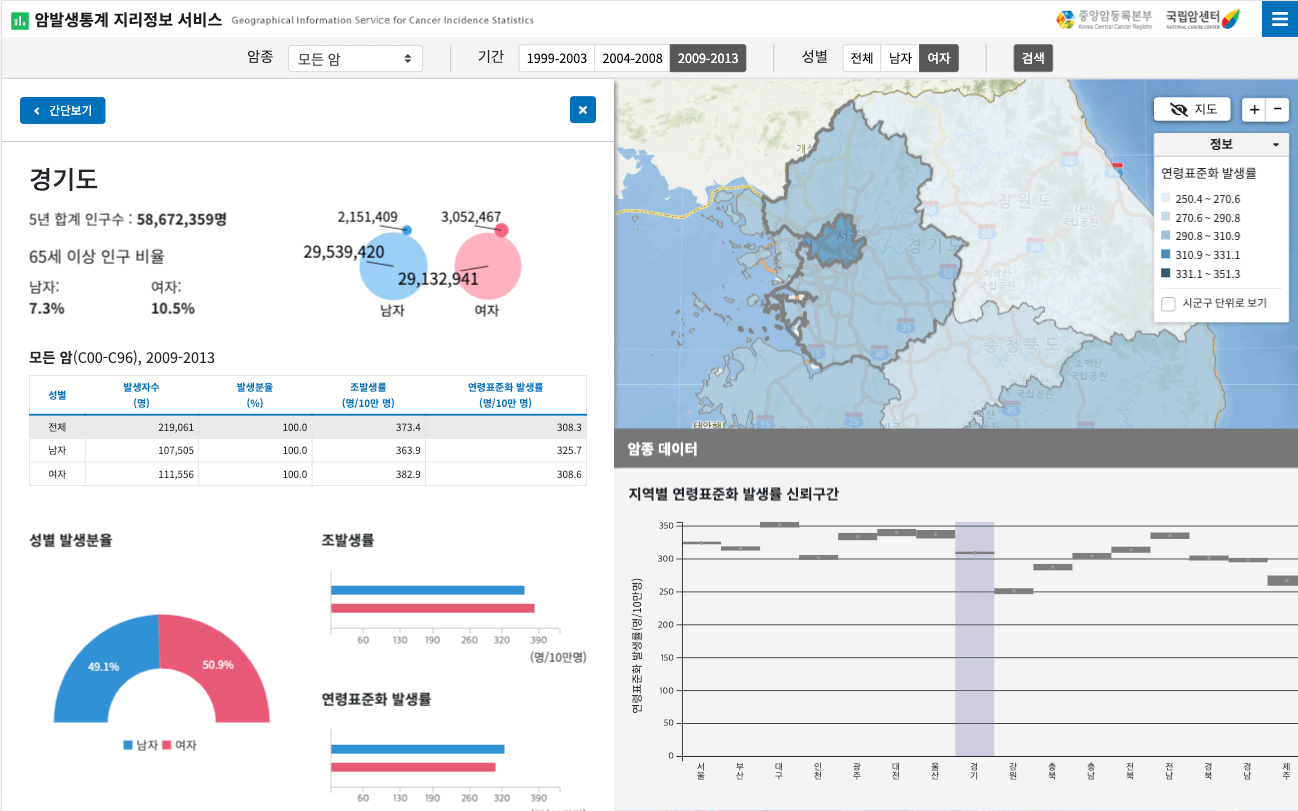 암발생통계 지리정보 서비스 Geographical Information Service for Cancer Incidence Statistics
중앙암등록본부 Korea Central Cancer Registry
국립암센터 NATIONAL CANCER CENTER
암종 모든 암 기간 1999-2003 2004-2008 2009-2013 성별 전체 남자 여자 검색
간단보기
경기도
5년 합계 인구수 : 58,672,359명
65세 이상 인구 비율
남자: 여자:
7.3% 10.5%
2,151,409 3,052,467
29,539,420
29,132,941
남자 여자
모든 암(C00-C96), 2009-2013
성별 발생자수 (명) 발생분율 (%) 조발생률 (명/10만 명) 연령표준화 발생률 (명/10만 명)
전체 219,061 100.0 373.4 308.3
남자 107,505 100.0 363.9 325.7
여자 111,556 100.0 382.9 308.6
성별 발생분율
49.1% 50.9%
남자 여자
조발생률
60 130 190 260 320 390
(명/10만명)
연령표준화 발생률
60 130 190 260 320 390
지도 + -
정보
연령표준화 발생률
250.4 ~ 270.6
270.6 ~ 290.8
290.8 ~ 310.9
310.9 ~ 331.1
331.1 ~ 351.3
시군구 단위로 보기
강원도
경기도
충청북도
국립공원
국립공원
국립공원
암종 데이터
지역별 연령표준화 발생률 신뢰구간
연령표준화 발생률(명/10만명)
350
300
250
200
150
100
50
0
서울 부산 대구 인천 광주 대전 울산 경기 강원 충북 충남 전북 전남 경북 경남 제주